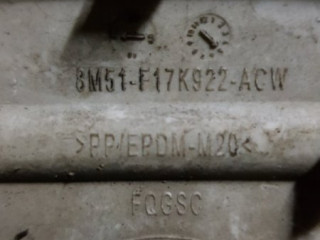 8M51-F17K922-ACW
>PP/EPDM-M20<
FQGSC